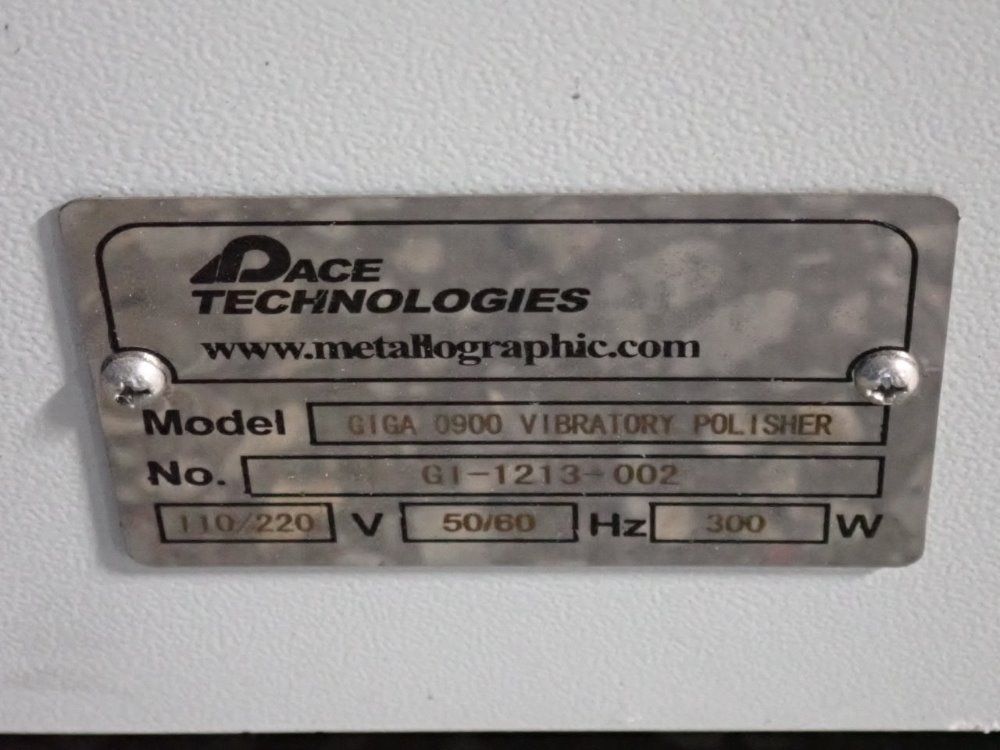 PACE
TECHNOLOGIES
www.metallographic.com
Model GIGA 0900 VIBRATORY POLISHER
No. GI-1213-002
110/220 V 50/60 Hz 300 W